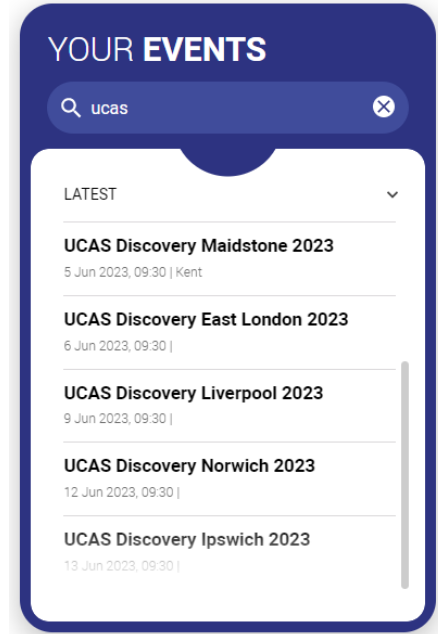 YOUR EVENTS
ucas
LATEST
UCAS Discovery Maidstone 2023
5 Jun 2023, 09:30 | Kent
UCAS Discovery East London 2023
6 Jun 2023, 09:30 |
UCAS Discovery Liverpool 2023
9 Jun 2023, 09:30 |
UCAS Discovery Norwich 2023
12 Jun 2023, 09:30 |
UCAS Discovery Ipswich 2023
13 Jun 2023, 09:30 |